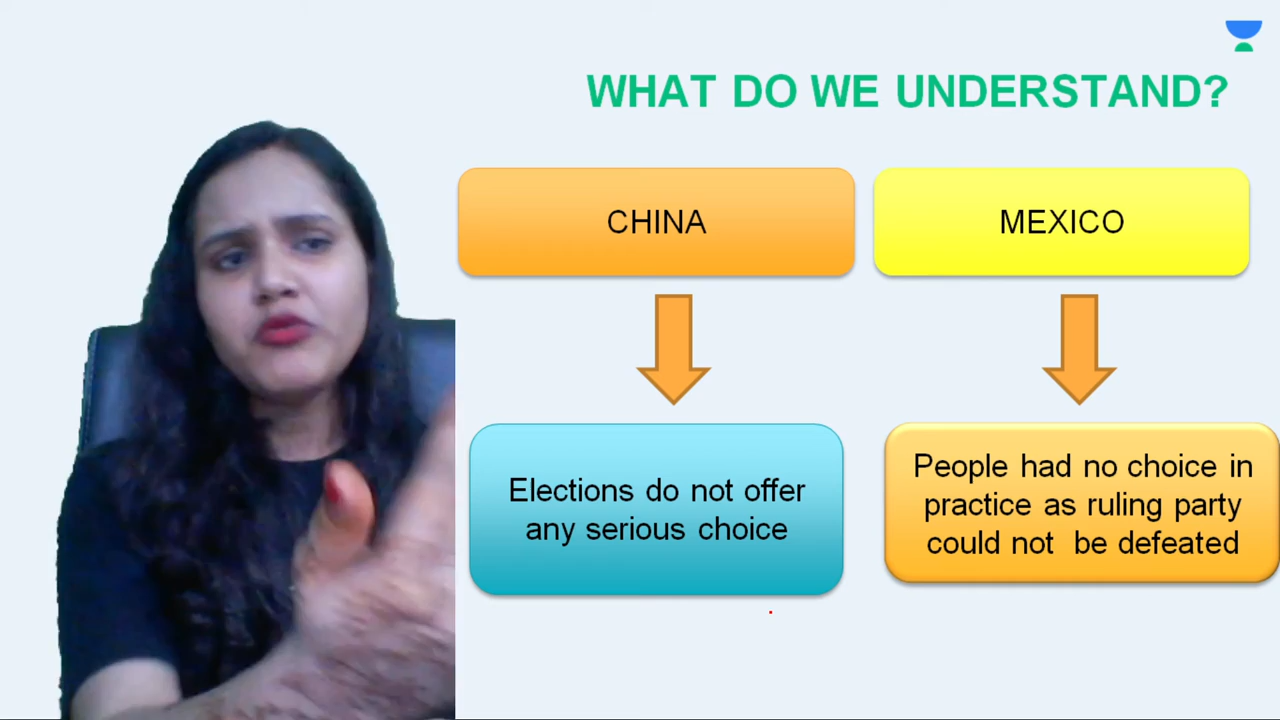 WHAT DO WE UNDERSTAND?
CHINA
MEXICO
Elections do not offer
any serious choice
People had no choice in
practice as ruling party
could not be defeated